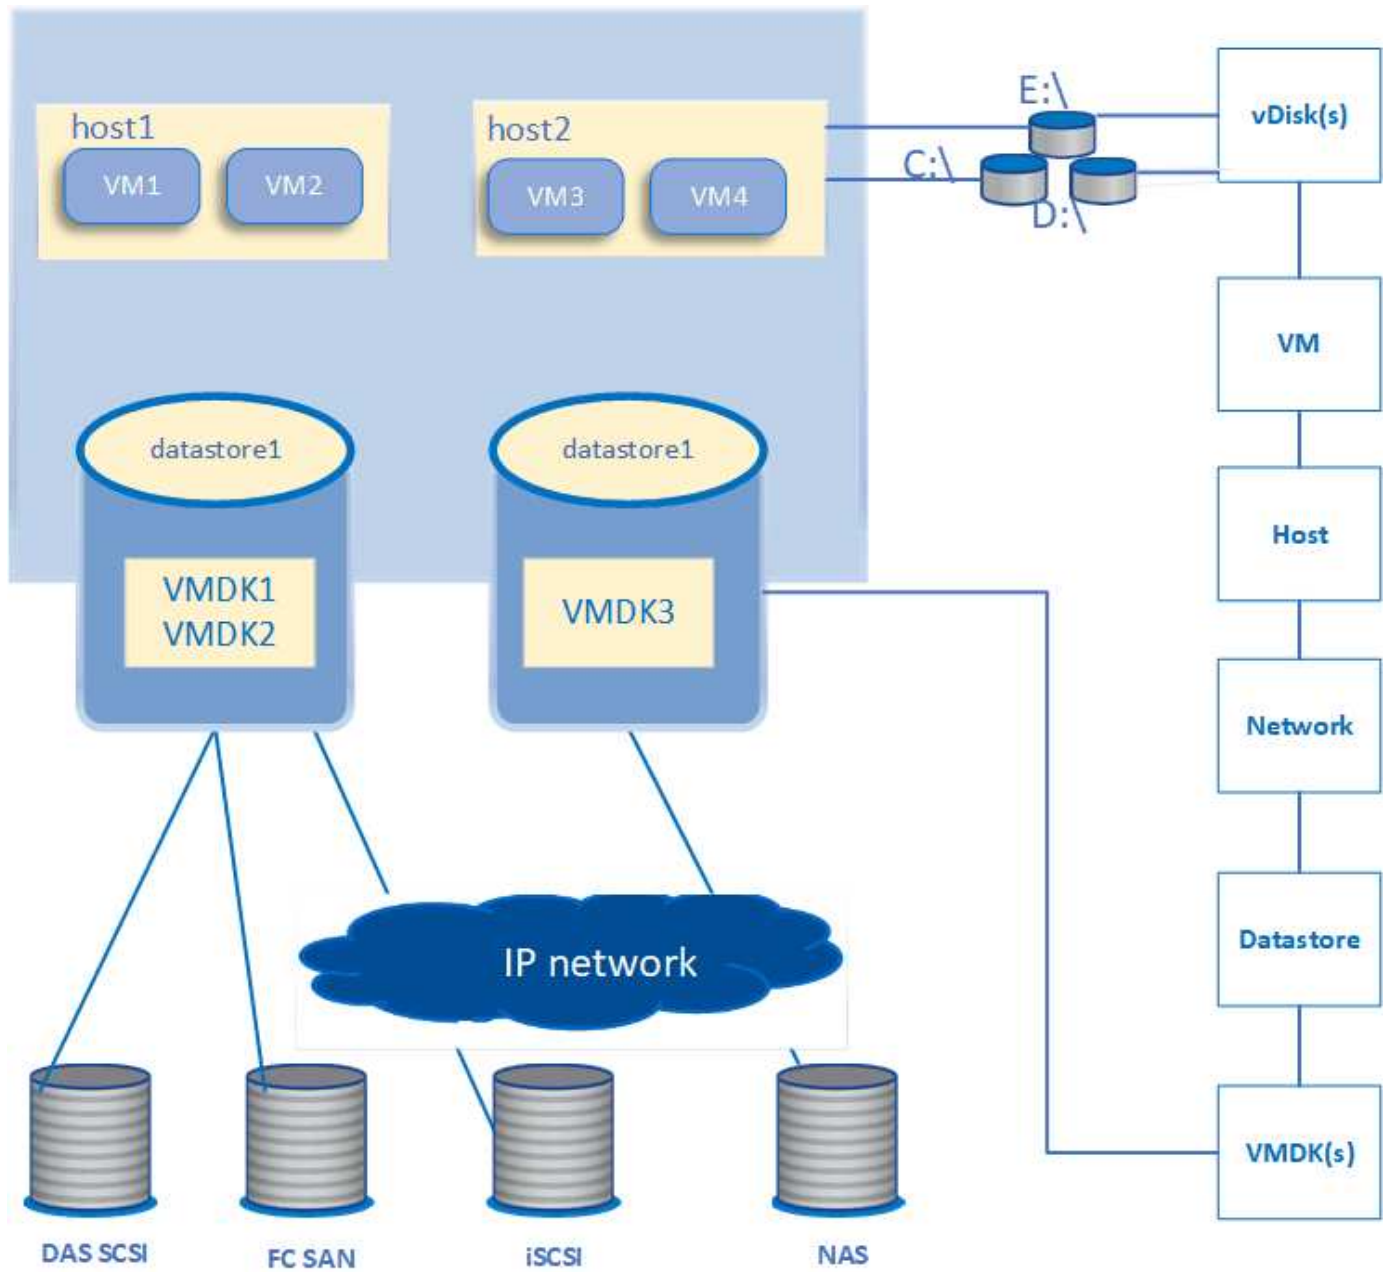 host1
VM1
VM2
host2
VM3
VM4
E:\
C:\
D:\
vDisk(s)
VM
Host
Network
Datastore
VMDK(s)
datastore1
VMDK1
VMDK2
datastore1
VMDK3
IP network
DAS SCSI
FC SAN
iSCSI
NAS